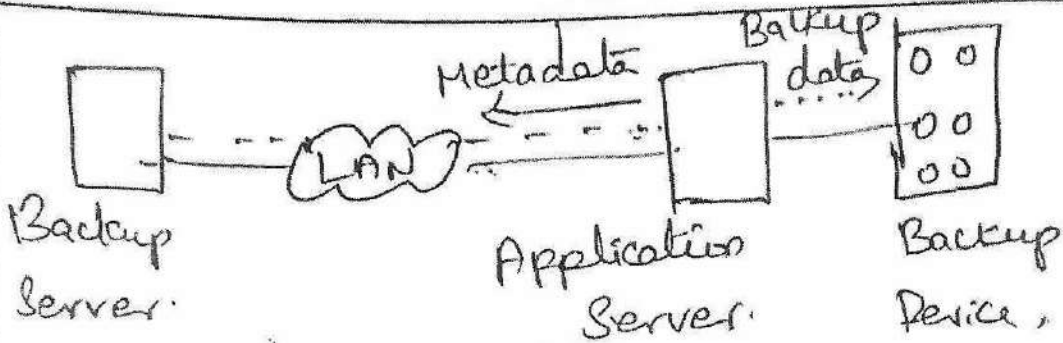 Metadata
Backup
data
LAN
Backup
Server.
Application
Server.
Backup
Device,